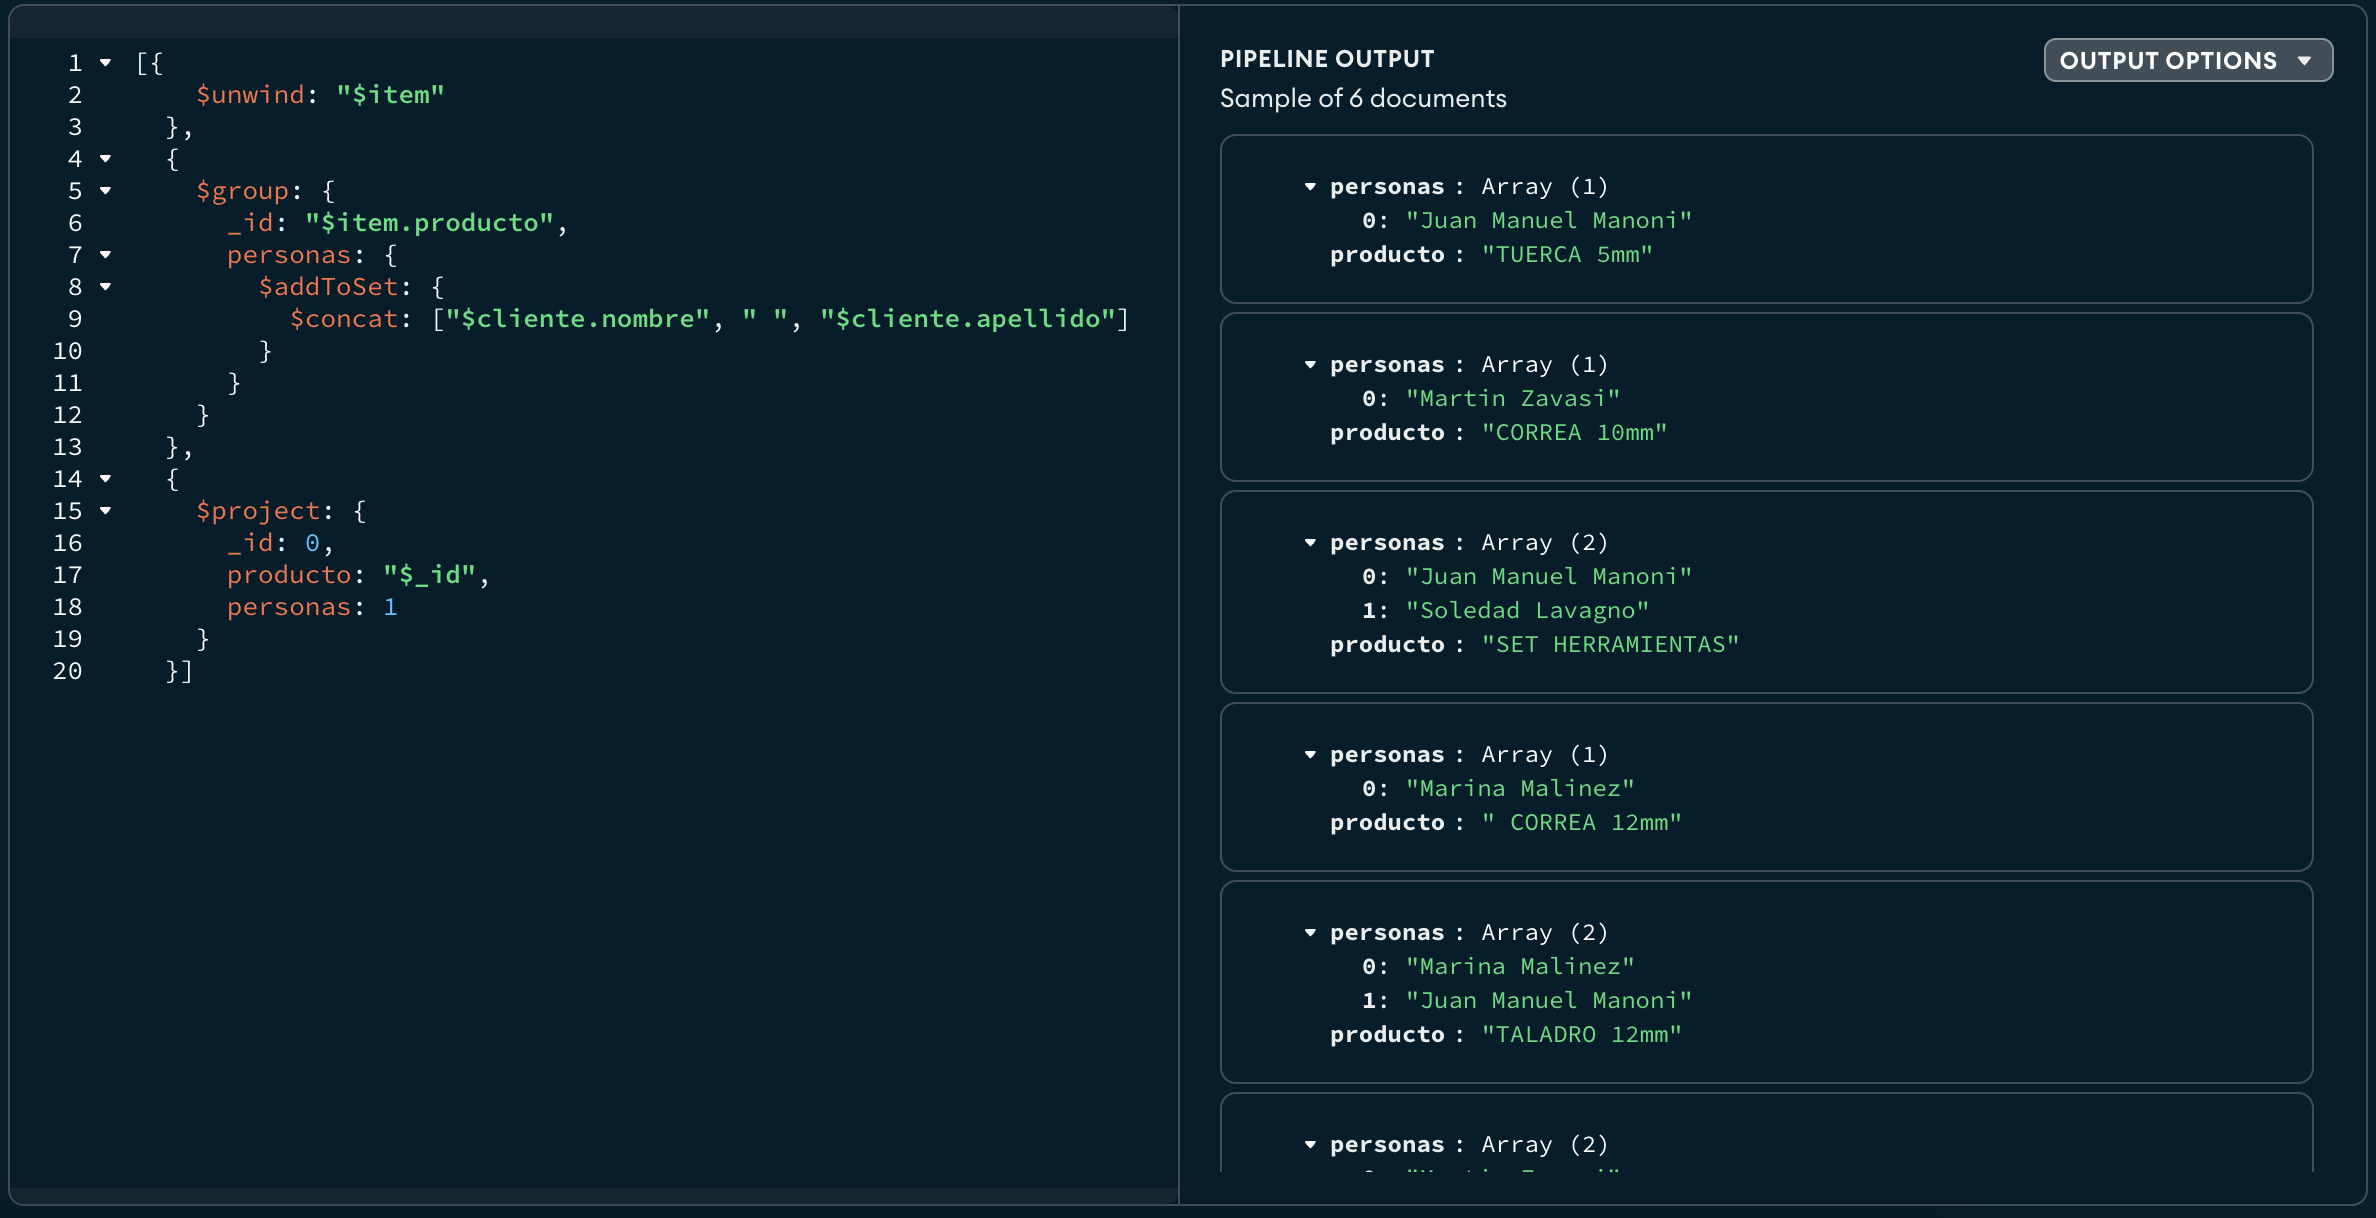 1 [{
2 $unwind: "$item"
3 },
4 {
5 $group: {
6 _id: "$item.producto",
7 personas: {
8 $addToSet: {
9 $concat: ["$cliente.nombre", " ", "$cliente.apellido"]
10 }
11 }
12 }
13 },
14 {
15 $project: {
16 _id: 0,
17 producto: "$_id",
18 personas: 1
19 }
20 }]
PIPELINE OUTPUT
OUTPUT OPTIONS
Sample of 6 documents
personas : Array (1)
0: "Juan Manuel Manoni"
producto : "TUERCA 5mm"
personas : Array (1)
0: "Martin Zavasi"
producto : "CORREA 10mm"
personas : Array (2)
0: "Juan Manuel Manoni"
1: "Soledad Lavagno"
producto : "SET HERRAMIENTAS"
personas : Array (1)
0: "Marina Malinez"
producto : " CORREA 12mm"
personas : Array (2)
0: "Marina Malinez"
1: "Juan Manuel Manoni"
producto : "TALADRO 12mm"
personas : Array (2)